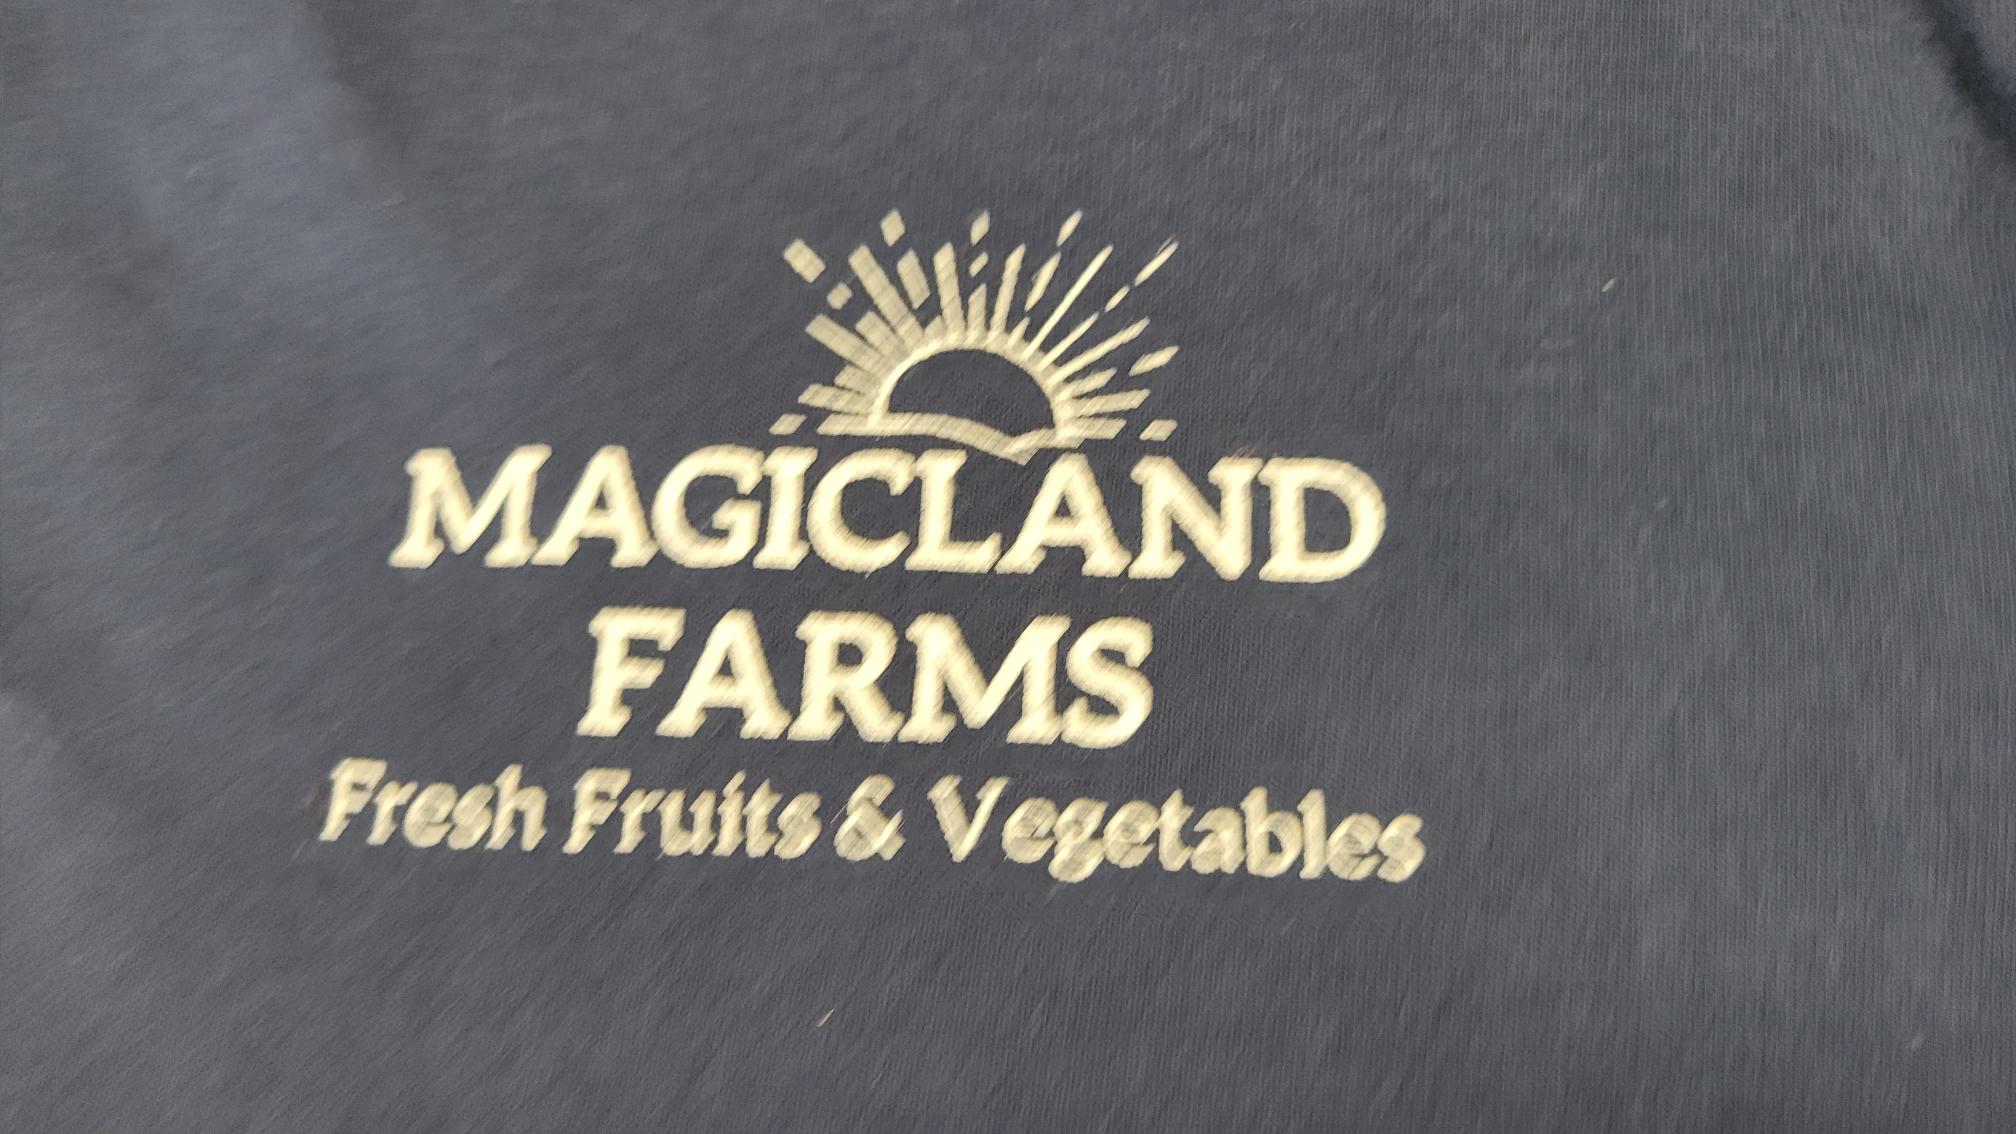 MAGICLAND
FARMS
Fresh Fruits & Vegetables